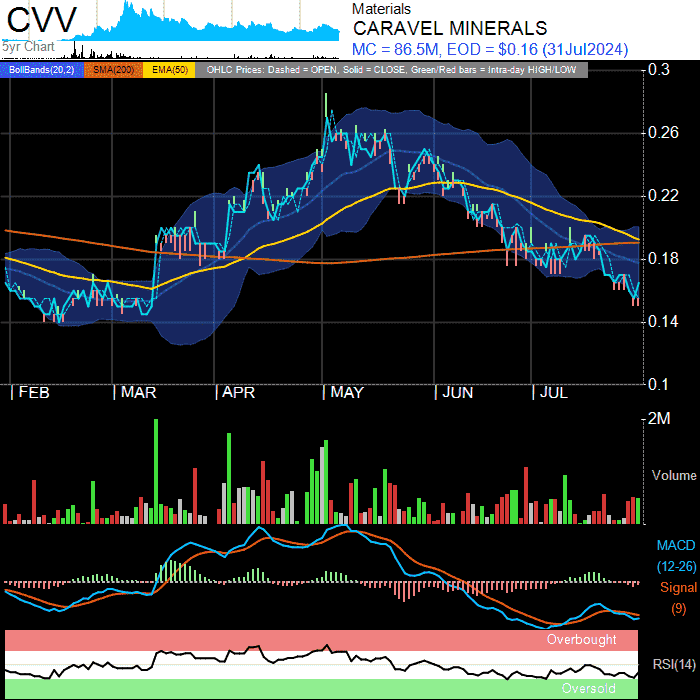 CVV
5yr Chart
Materials
CARAVEL MINERALS
MC = 86.5M, EOD = $0.16 (31Jul2024)
BollBands(20,2) SMA(200) EMA(50) OHLC Prices: Dashed = OPEN, Solid = CLOSE, Green/Red bars = Intra-day HIGH/LOW
0.3
0.26
0.22
0.18
0.14
0.1
FEB MAR APR MAY JUN JUL
2M
Volume
MACD
(12-26)
Signal
(9)
Overbought
RSI(14)
Oversold